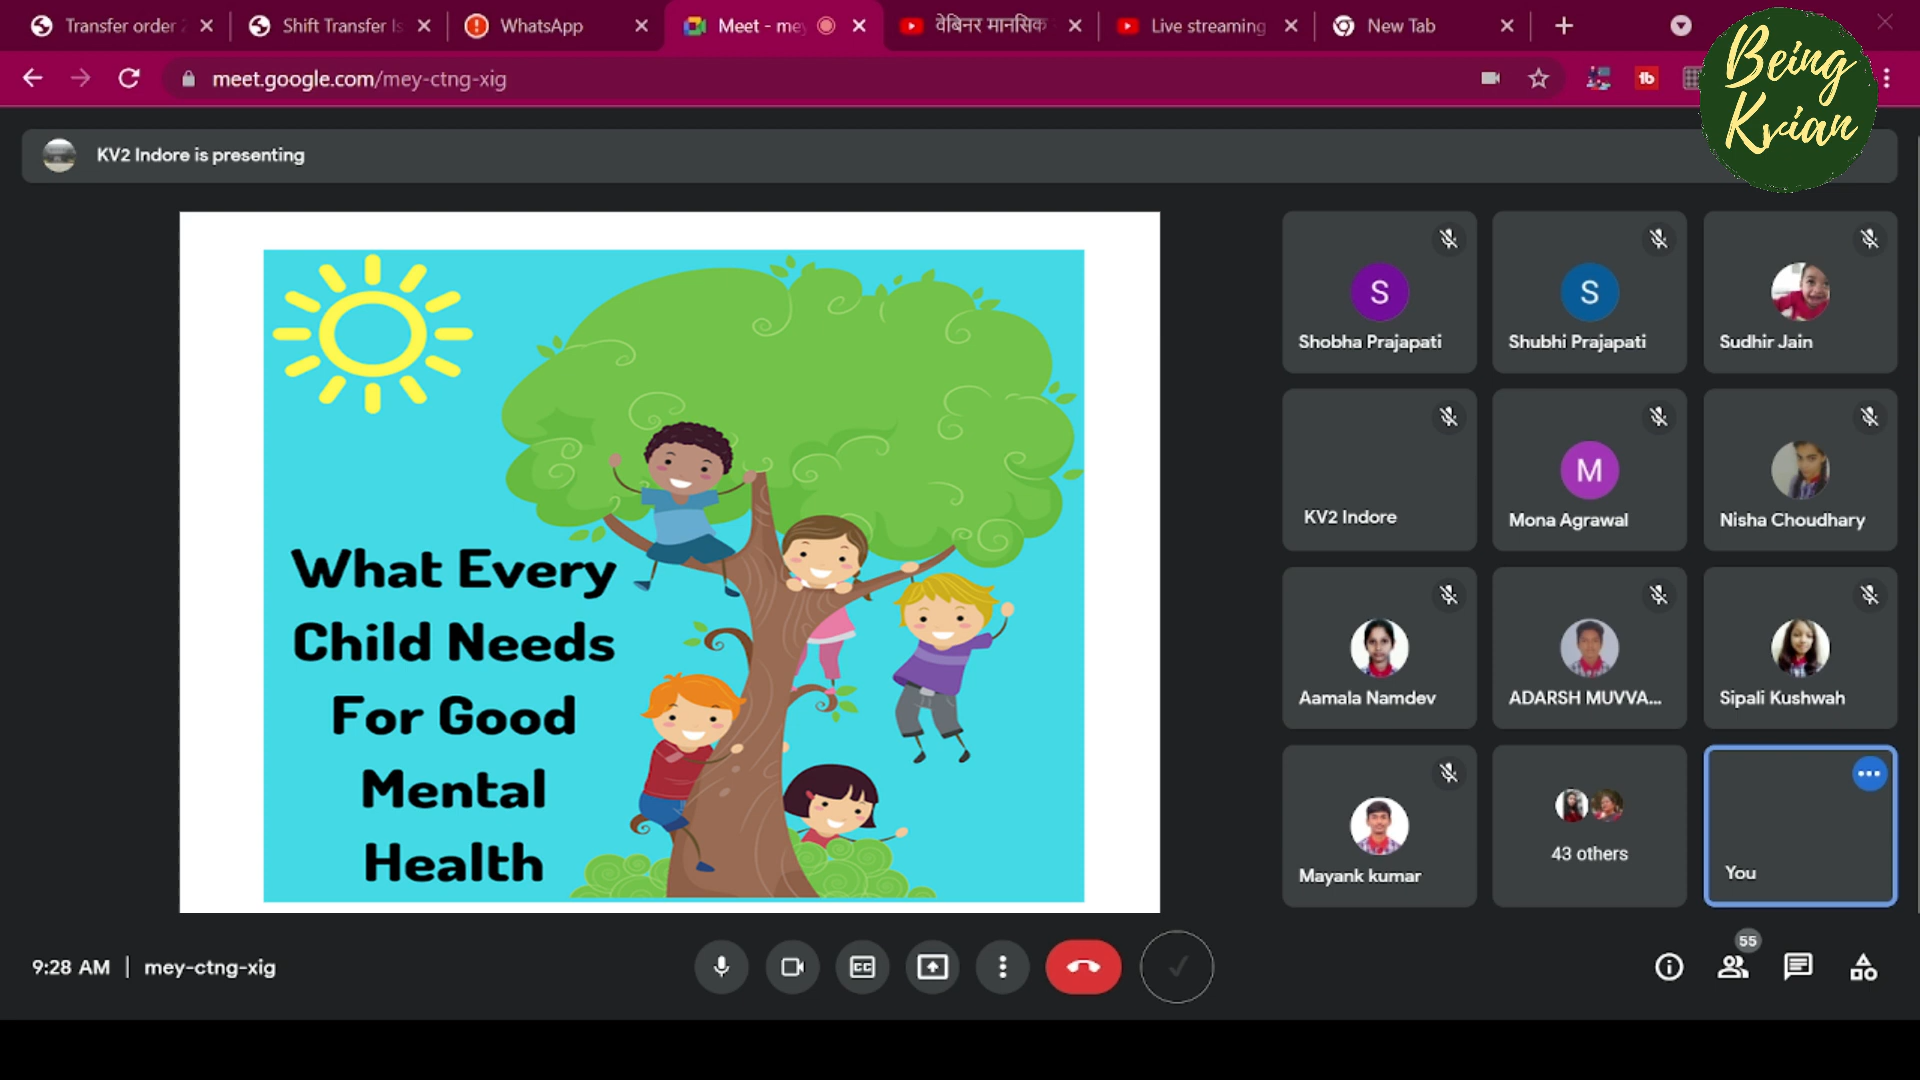 Transfer order 2
Shift Transfer Is
WhatsApp
Meet - mey
वेबिनर मानसिक
Live streaming
New Tab
Being
Kvian
meet.google.com/mey-ctng-xig
KV2 Indore is presenting
What Every
Child Needs
For Good
Mental
Health
S
Shobha Prajapati
S
Shubhi Prajapati
Sudhir Jain
KV2 Indore
M
Mona Agrawal
Nisha Choudhary
Aamala Namdev
ADARSH MUVVA...
Sipali Kushwah
Mayank kumar
43 others
You
9:28 AM | mey-ctng-xig
CC
55